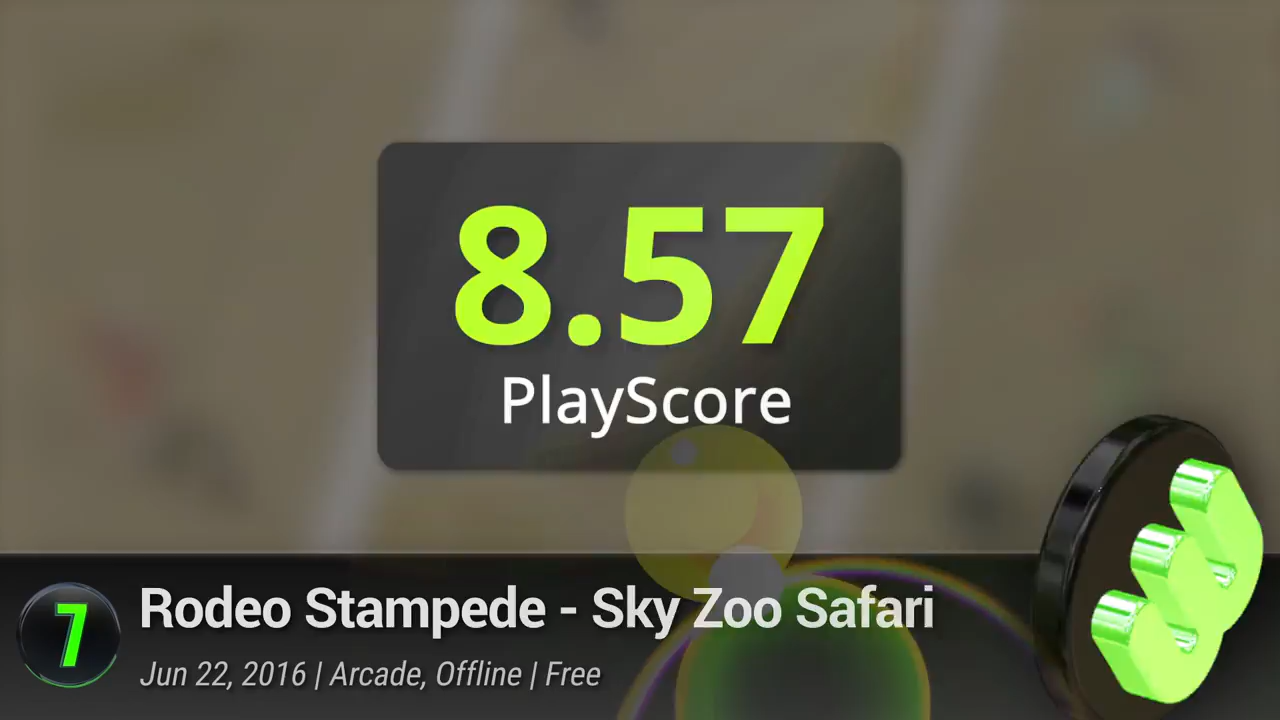 8.57
PlayScore
7
Rodeo Stampede - Sky Zoo Safari
Jun 22, 2016 | Arcade, Offline | Free